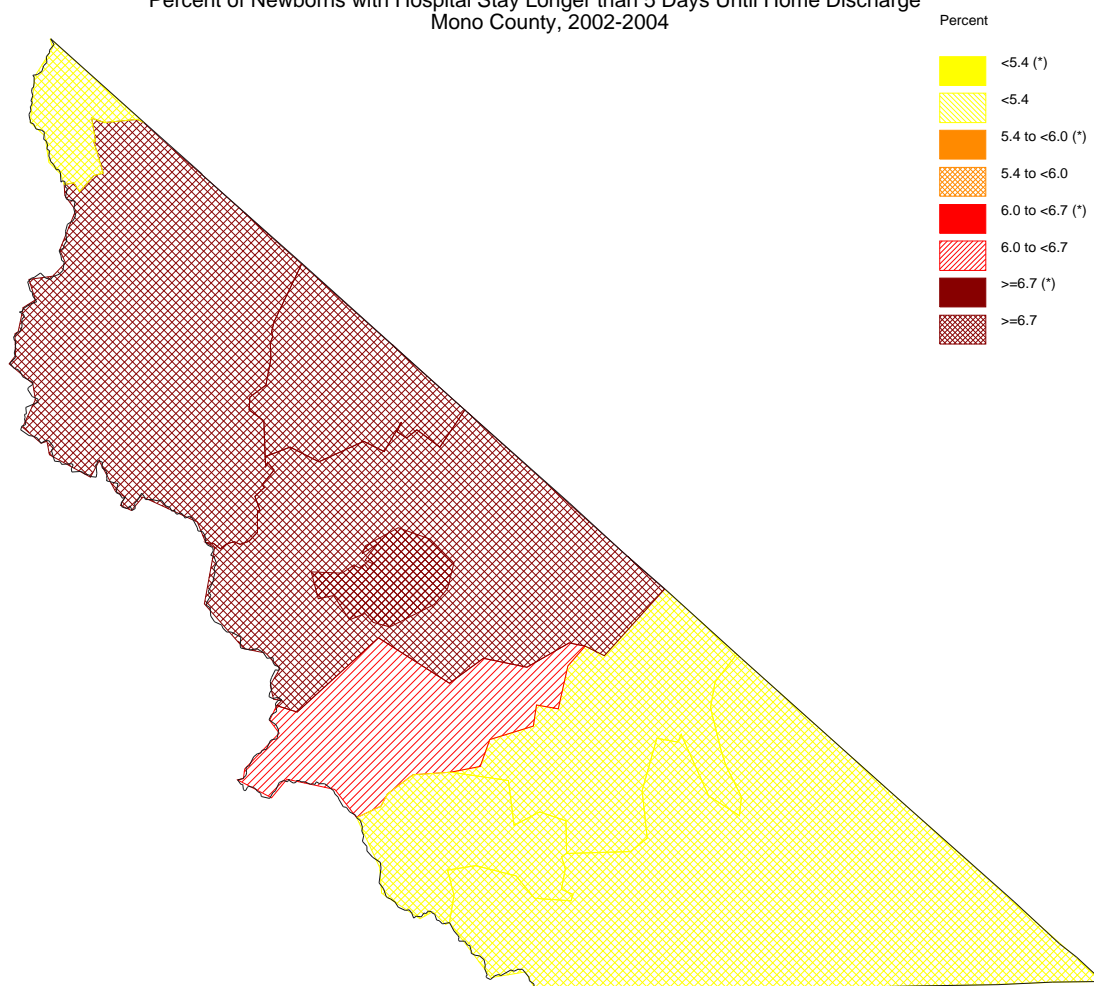 Percent of Newborns with Hospital Stay Longer than 5 Days Until Home Discharge
Mono County, 2002-2004
Percent
<5.4 (*)
<5.4
5.4 to <6.0 (*)
5.4 to <6.0
6.0 to <6.7 (*)
6.0 to <6.7
>=6.7 (*)
>=6.7